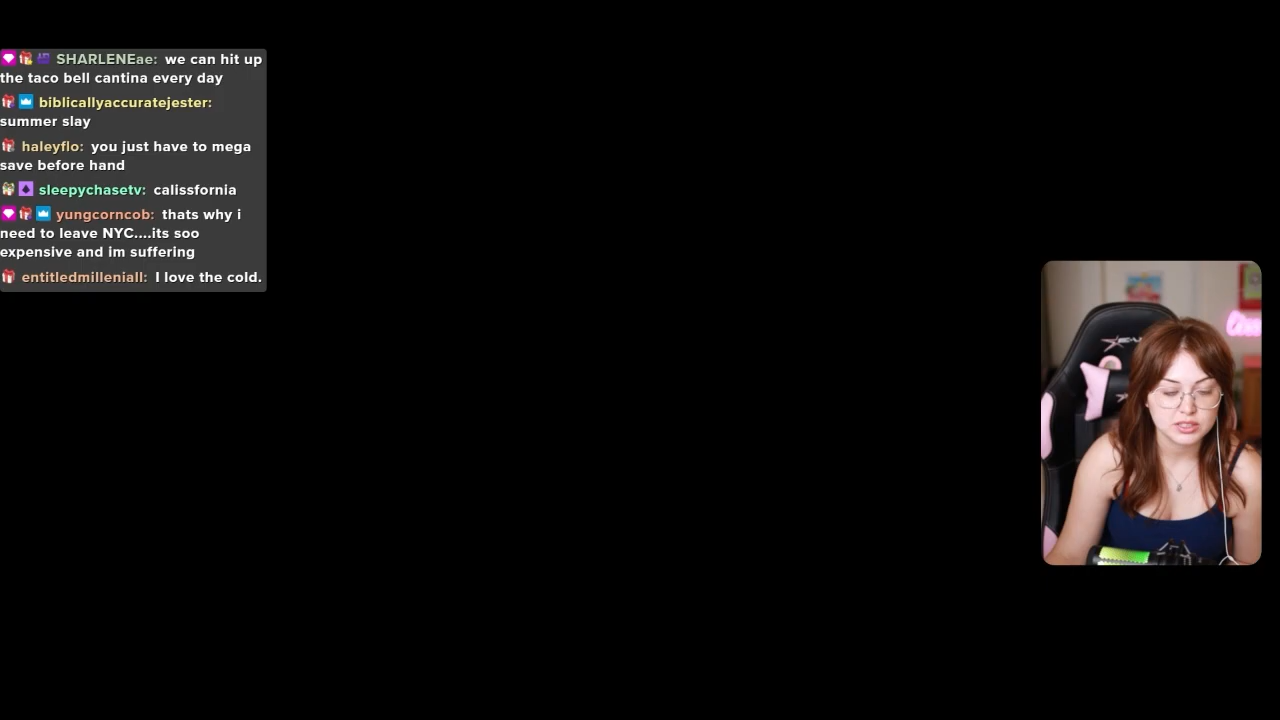 SHARLENEae: we can hit up
the taco bell cantina every day
biblicallyaccuratejester:
summer slay
haleyflo: you just have to mega
save before hand
sleepychasetv: calissfornia
yungcorncob: thats why i
need to leave NYC....its soo
expensive and im suffering
entitledmilleniall: I love the cold.